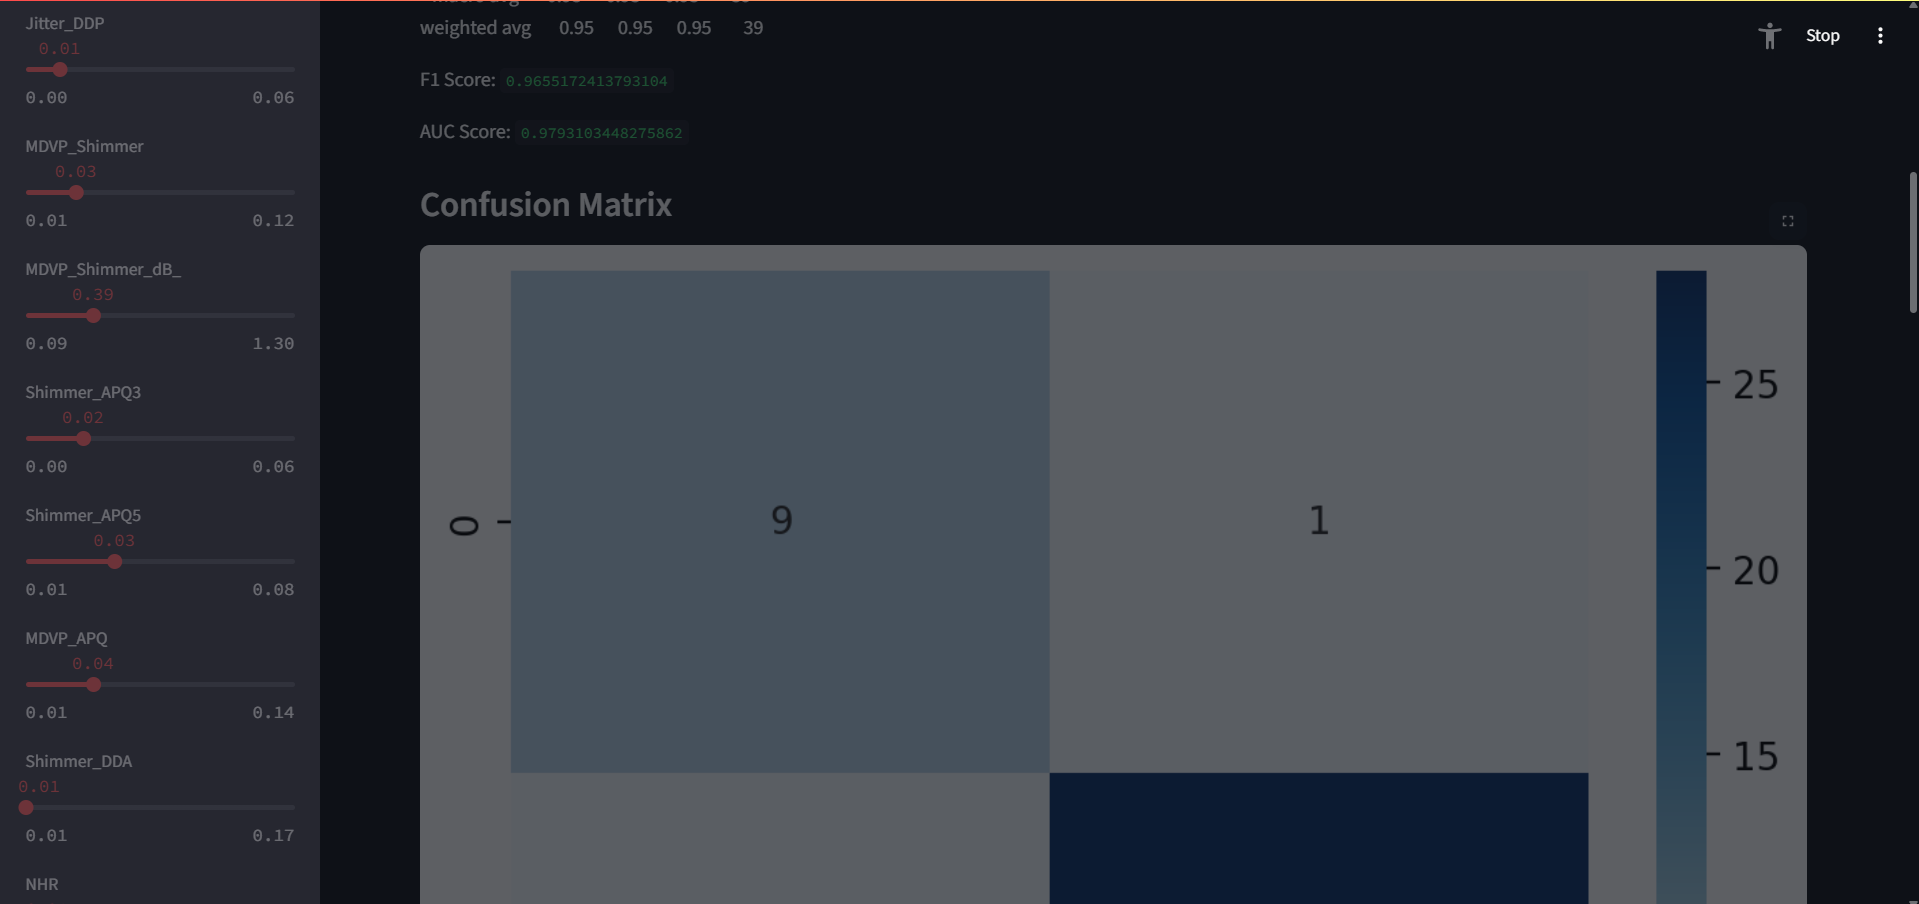 Jitter_DDP
0.01
0.00 0.06
MDVP_Shimmer
0.03
0.01 0.12
MDVP_Shimmer_dB_
0.39
0.09 1.30
Shimmer_APQ3
0.02
0.00 0.06
Shimmer_APQ5
0.03
0.01 0.08
MDVP_APQ
0.04
0.01 0.14
Shimmer_DDA
0.01
0.01 0.17
NHR
weighted avg 0.95 0.95 0.95 39
Stop
F1 Score: 0.9655172413793104
AUC Score: 0.9793103448275862
Confusion Matrix
0
9 1
25
20
15